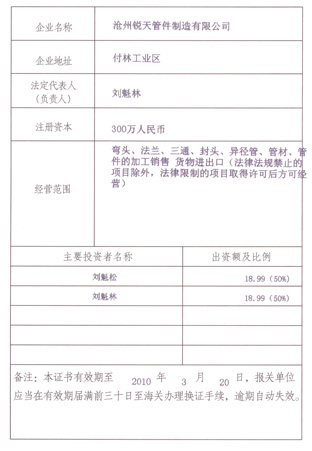 企业名称 沧州锐天管件制造有限公司
企业地址 付林工业区
法定代表人
(负责人) 刘魁林
注册资本 300万人民币
经营范围
弯头、法兰、三通、封头、异径管、管材、管
件的加工销售 货物进出口（法律法规禁止的
项目除外，法律限制的项目取得许可后方可经
营）
主要投资者名称 出资额及比例
刘魁松 18.99 (50%)
刘魁林 18.99 (50%)
备注：本证书有效期至 2010 年 3 月 20 日，报关单位
应当在有效期届满前三十日至海关办理换证手续，逾期自动失效。